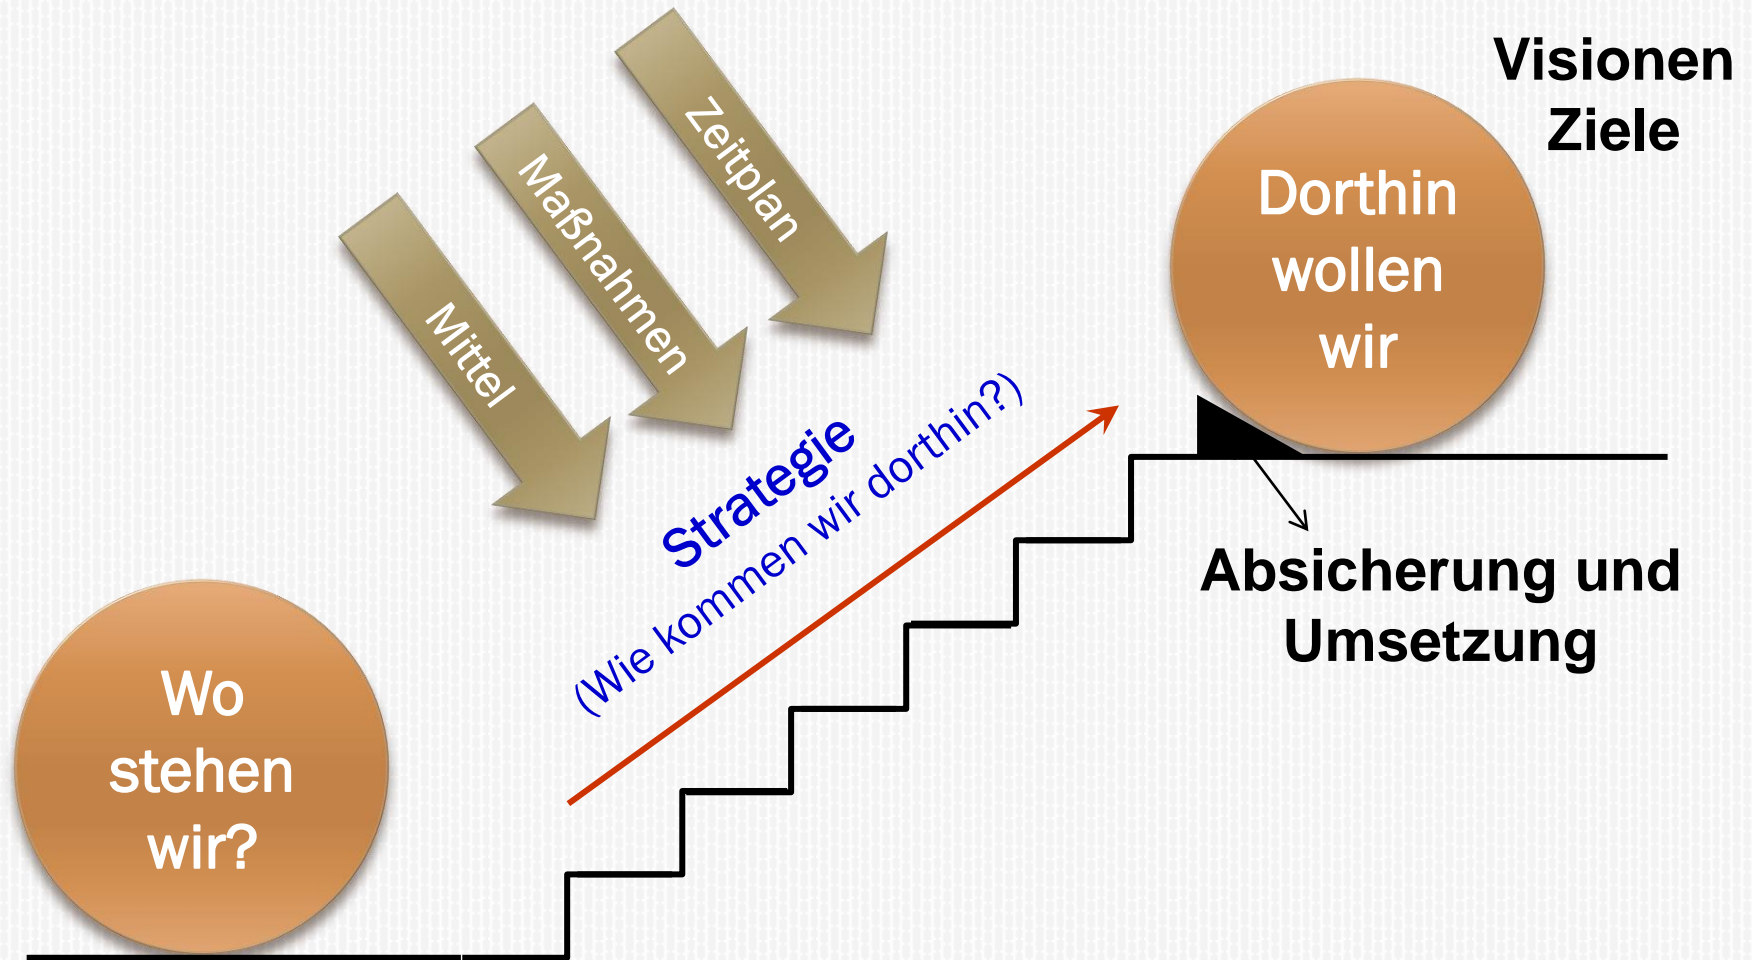 Visionen
Ziele
Zeitplan
Maßnahmen
Mittel
Dorthin
wollen
wir
Strategie
(Wie kommen wir dorthin?)
Absicherung und
Umsetzung
Wo
stehen
wir?